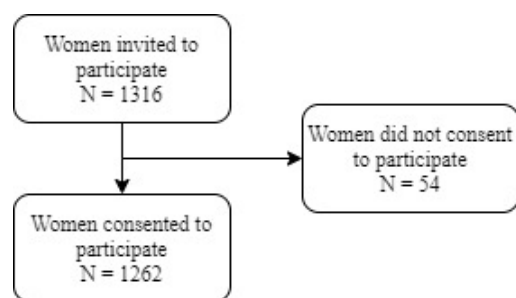 Women invited to
participate
N = 1316
Women did not consent
to participate
N = 54
Women consented to
participate
N = 1262